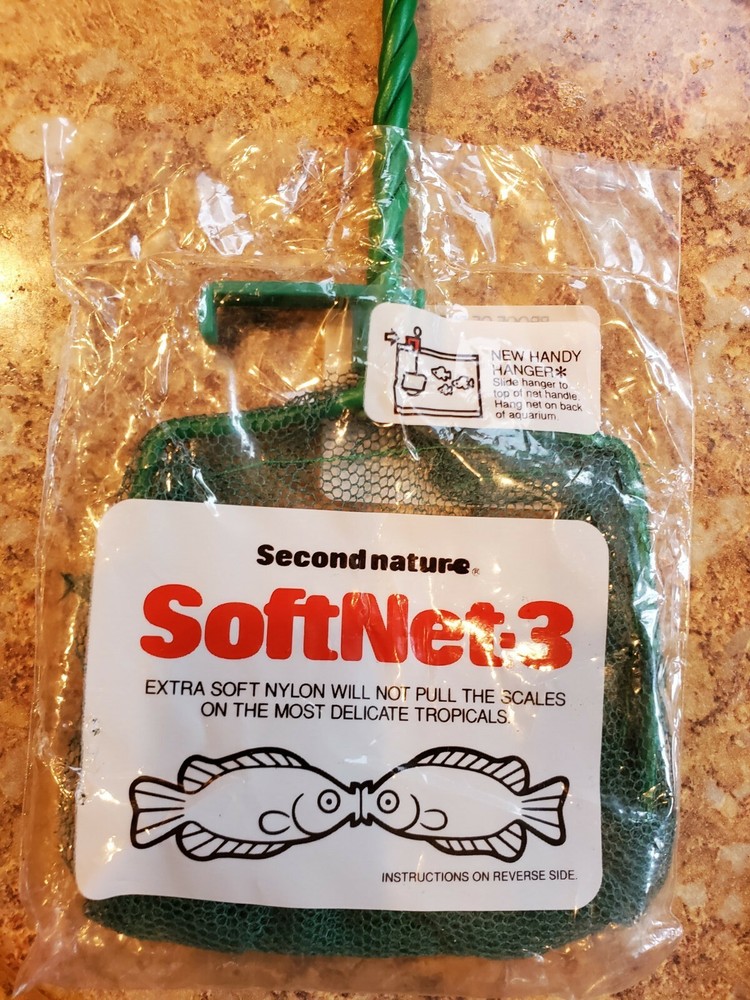 NEW HANDY
HANGER*
Slide hanger to
top of net handle.
Hang net on back
of aquarium.
Second nature®
SoftNet-3
EXTRA SOFT NYLON WILL NOT PULL THE SCALES
ON THE MOST DELICATE TROPICALS.
INSTRUCTIONS ON REVERSE SIDE.